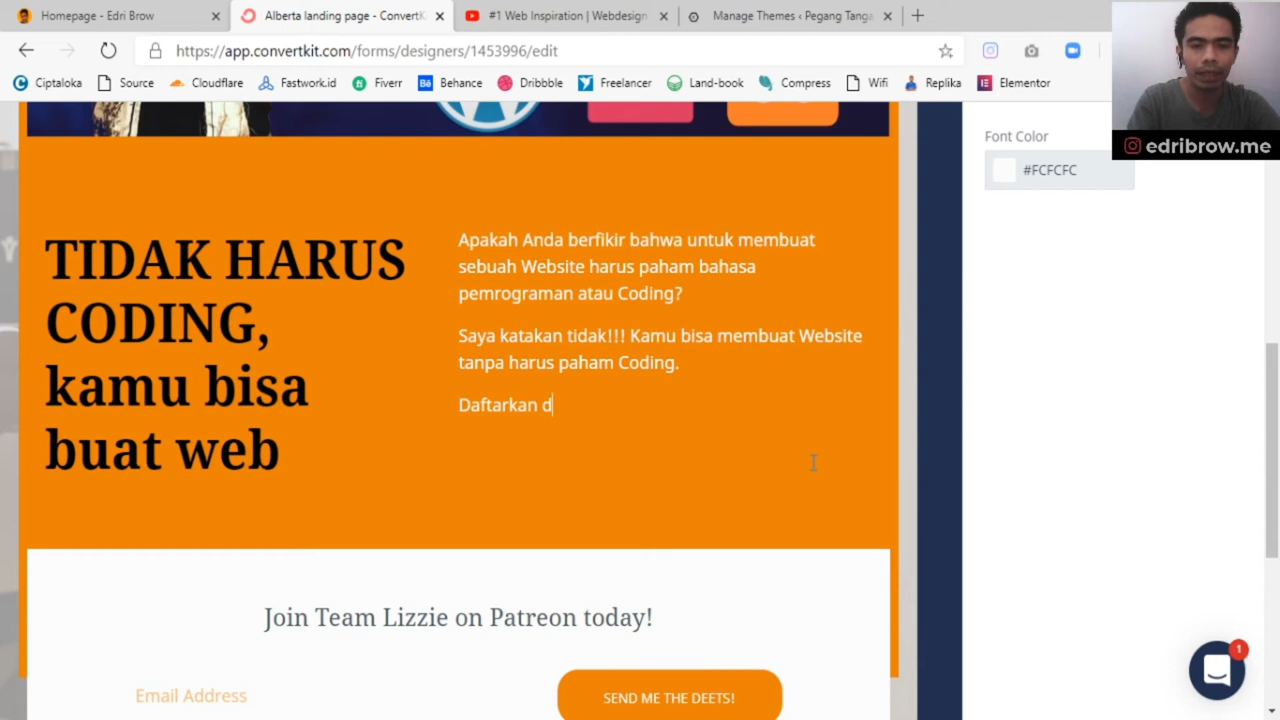 Homepage - Edri Brow
Alberta landing page - ConvertKi
#1 Web Inspiration | Webdesign
Manage Themes ‹ Pegang Tanga
https://app.convertkit.com/forms/designers/1453996/edit
Ciptaloka
Source
Cloudflare
Fastwork.id
Fiverr
Behance
Dribbble
Freelancer
Land-book
Compress
Wifi
Replika
Elementor
edribrow.me
Font Color
#FCFCFC
TIDAK HARUS
CODING,
kamu bisa
buat web
Apakah Anda berfikir bahwa untuk membuat
sebuah Website harus paham bahasa
pemrograman atau Coding?
Saya katakan tidak!!! Kamu bisa membuat Website
tanpa harus paham Coding.
Daftarkan d
Join Team Lizzie on Patreon today!
Email Address
SEND ME THE DEETS!
1